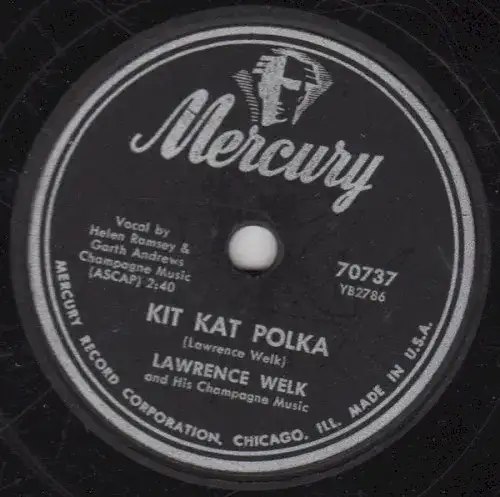 Mercury
Vocal by
Helen Ramsey &
Garth Andrews
Champagne Music
(ASCAP) 2:40
70737
YB2786
KIT KAT POLKA
(Lawrence Welk)
LAWRENCE WELK
and His Champagne Music
MERCURY RECORD CORPORATION, CHICAGO, ILL. MADE IN U.S.A.